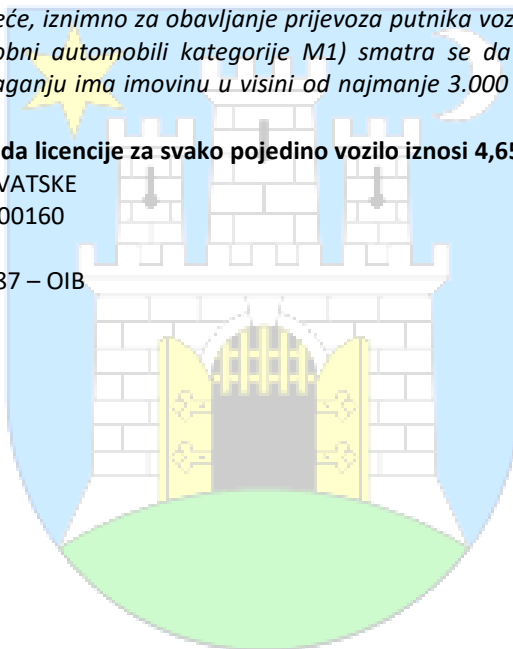 eće, iznimno za obavljanje prijevoza putnika voz
obni automobili kategorije M1) smatra se da
aganju ima imovinu u visini od najmanje 3.000
da licencije za svako pojedino vozilo iznosi 4,65
VATSKE
00160
87 – OIB